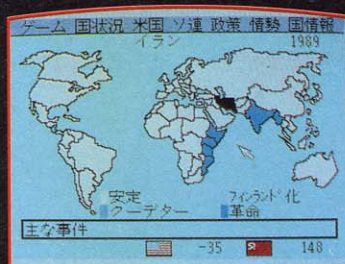 ゲーム 国状況 米国 ソ連 政策 情勢 国情報
イラン 1989
安定 フィンランド化
クーデター 革命
主な事件
-35 148